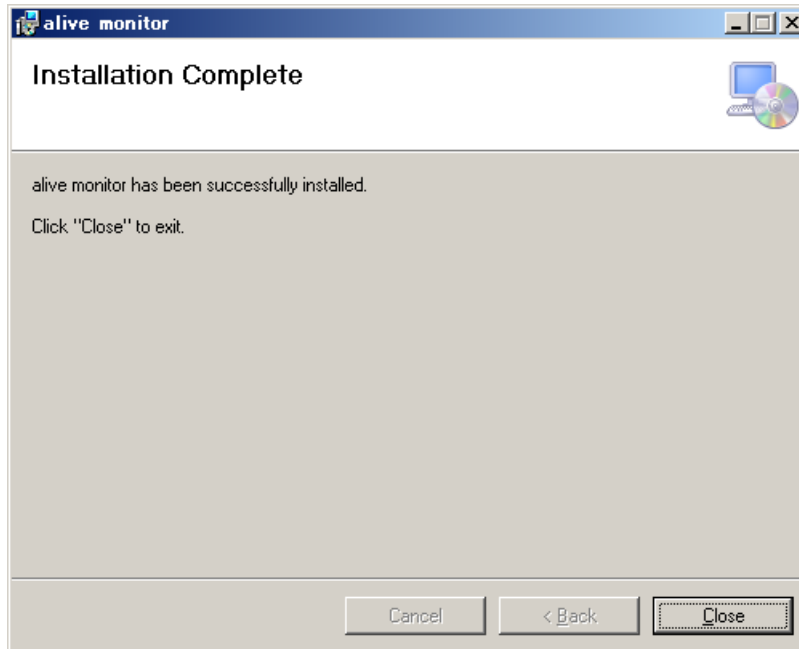 alive monitor
Installation Complete
alive monitor has been successfully installed.
Click "Close" to exit.
Cancel
< Back
Close